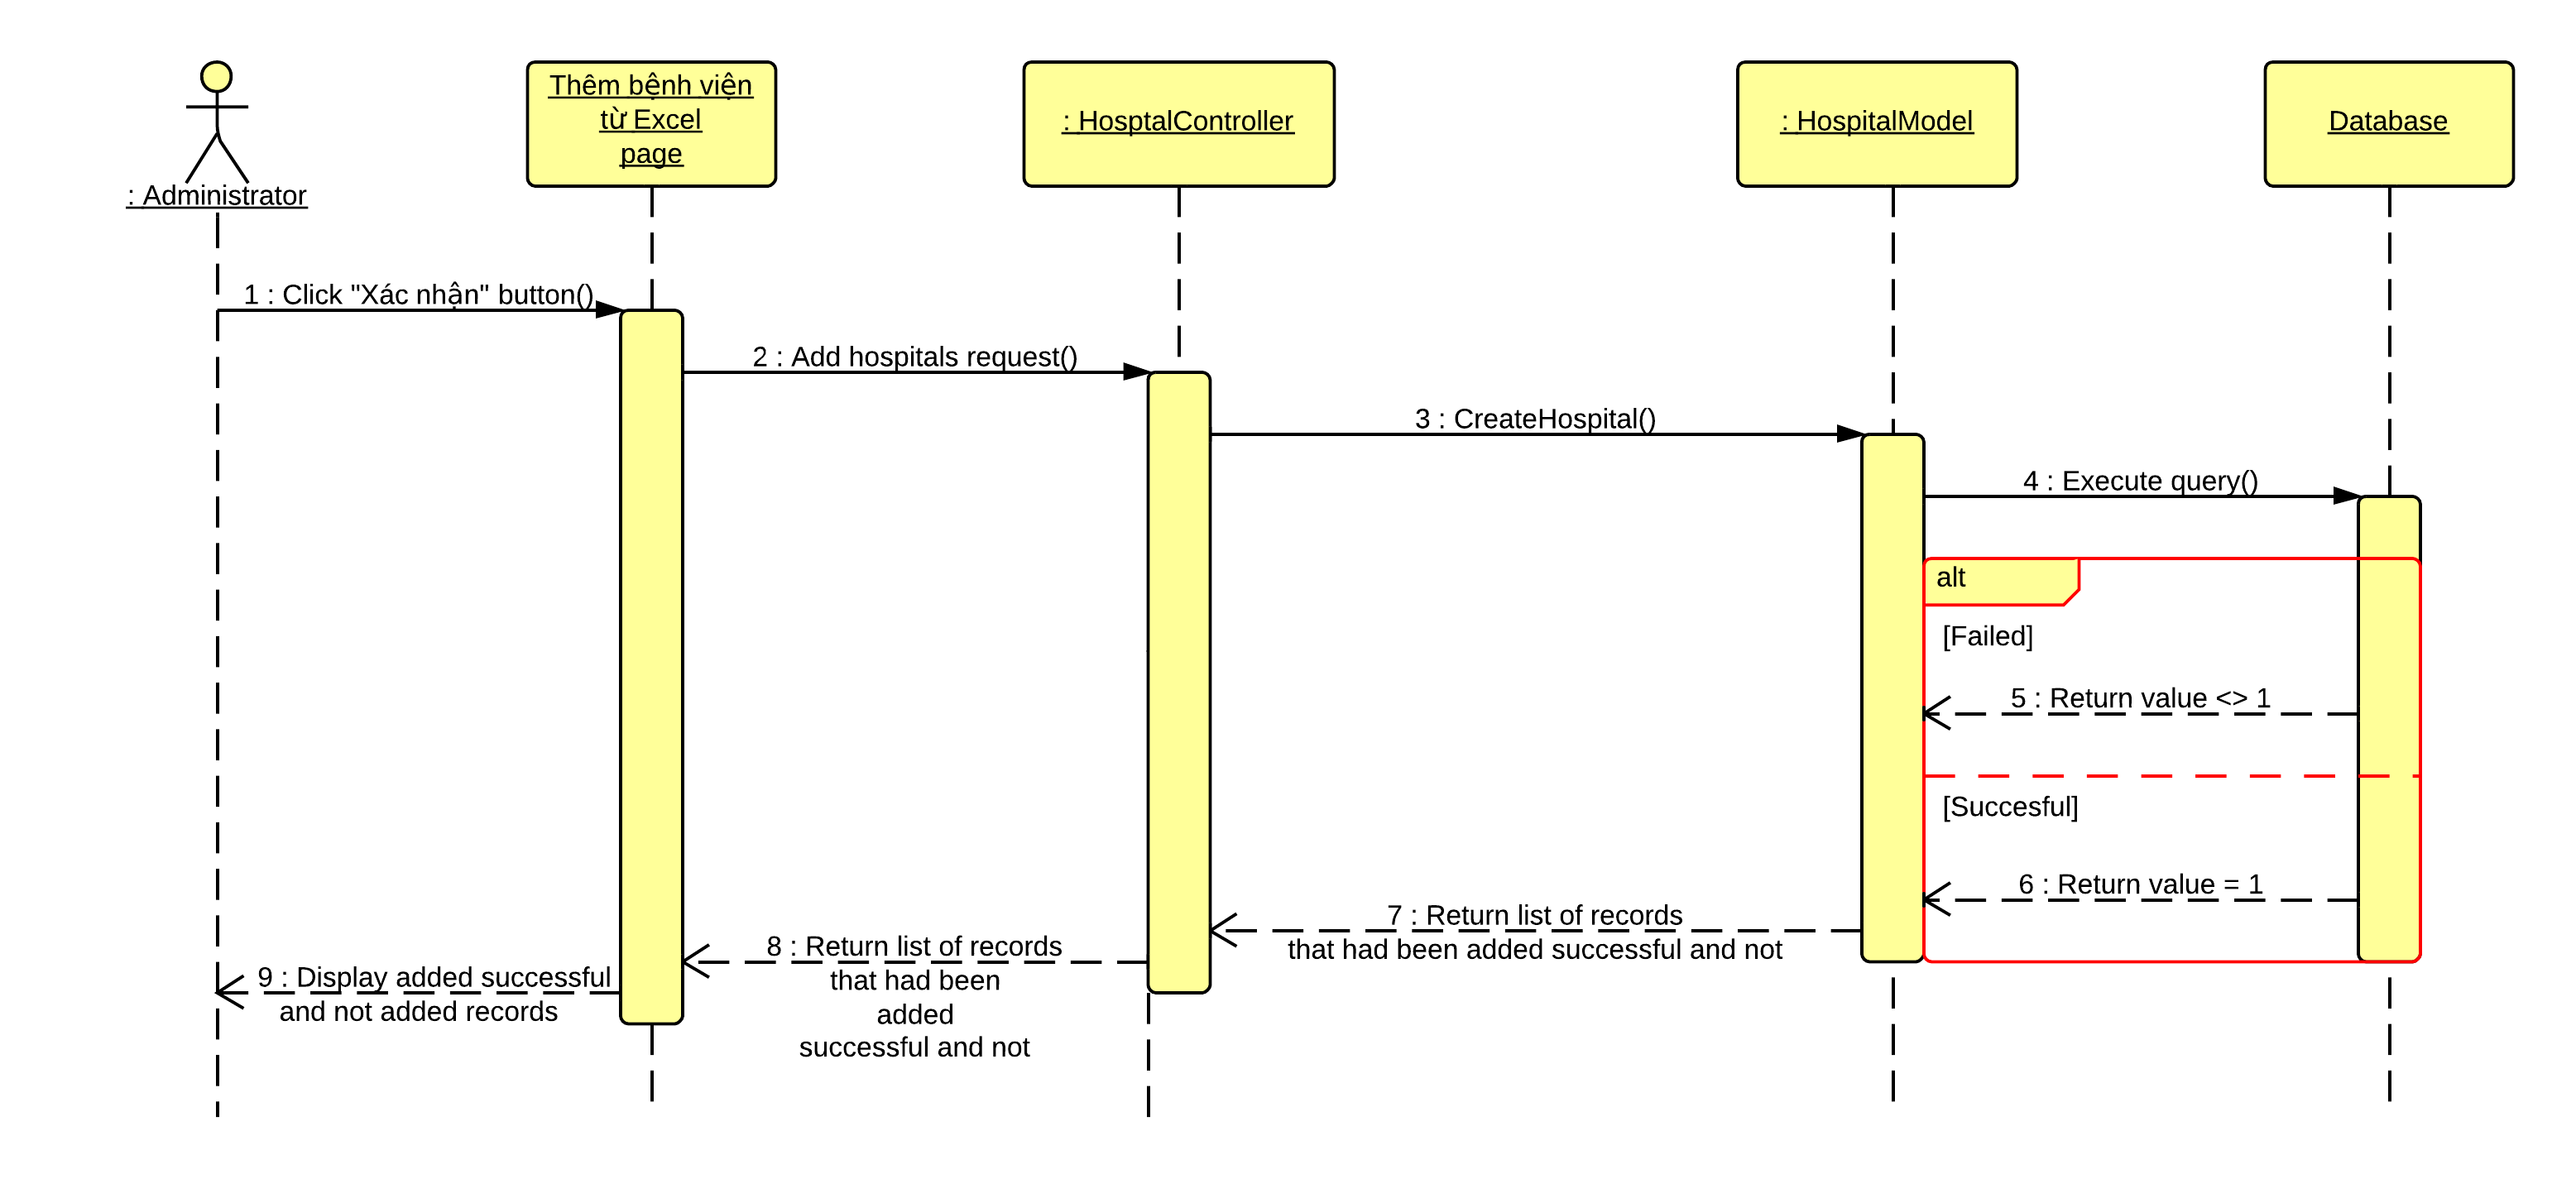 : Administrator
Thêm bệnh viện
từ Excel
page
: HosptalController
: HospitalModel
Database
1 : Click "Xác nhận" button()
2 : Add hospitals request()
3 : CreateHospital()
4 : Execute query()
alt
[Failed]
5 : Return value <> 1
[Succesful]
6 : Return value = 1
7 : Return list of records
that had been added successful and not
8 : Return list of records
that had been
added
successful and not
9 : Display added successful
and not added records